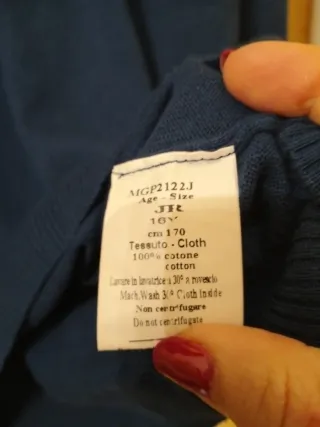 MGP2122J
Age - Size
JR
16Y
cm 170
Tessuto - Cloth
100% cotone
cotton
Lavare in lavatrice à 30° a rovescio
Mach.Wash 30° Cloth Inside
Non centrifugare
Do not centrifugate